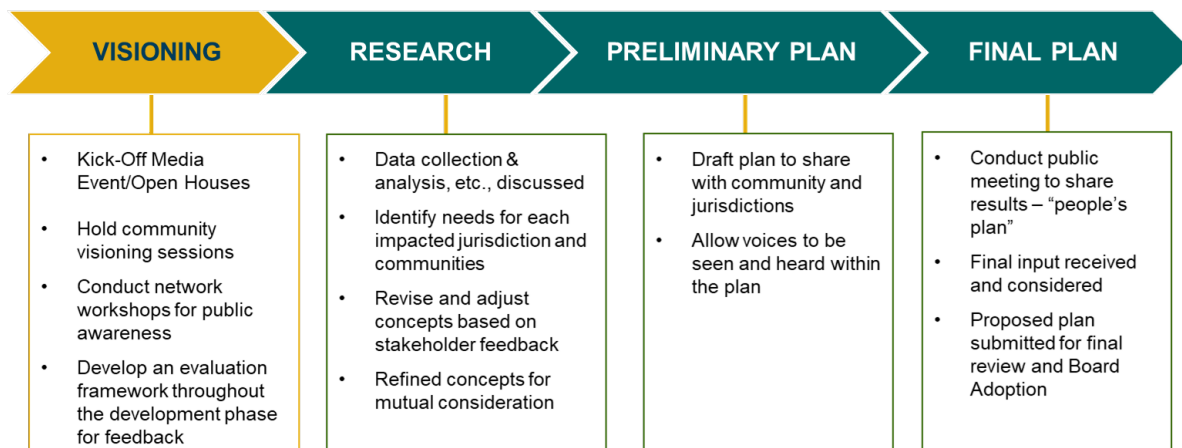 VISIONING
RESEARCH
PRELIMINARY PLAN
FINAL PLAN
• Kick-Off Media
Event/Open Houses
• Hold community
visioning sessions
• Conduct network
workshops for public
awareness
• Develop an evaluation
framework throughout
the development phase
for feedback
• Data collection &
analysis, etc., discussed
• Identify needs for each
impacted jurisdiction and
communities
• Revise and adjust
concepts based on
stakeholder feedback
• Refined concepts for
mutual consideration
• Draft plan to share
with community and
jurisdictions
• Allow voices to be
seen and heard within
the plan
• Conduct public
meeting to share
results – “people’s
plan”
• Final input received
and considered
• Proposed plan
submitted for final
review and Board
Adoption